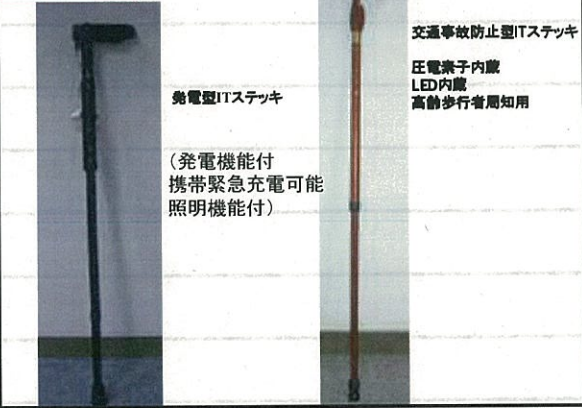 発電型ITステッキ
(発電機能付
携帯緊急充電可能
照明機能付)
交通事故防止型ITステッキ
圧電素子内蔵
LED内蔵
高齢歩行者周知用